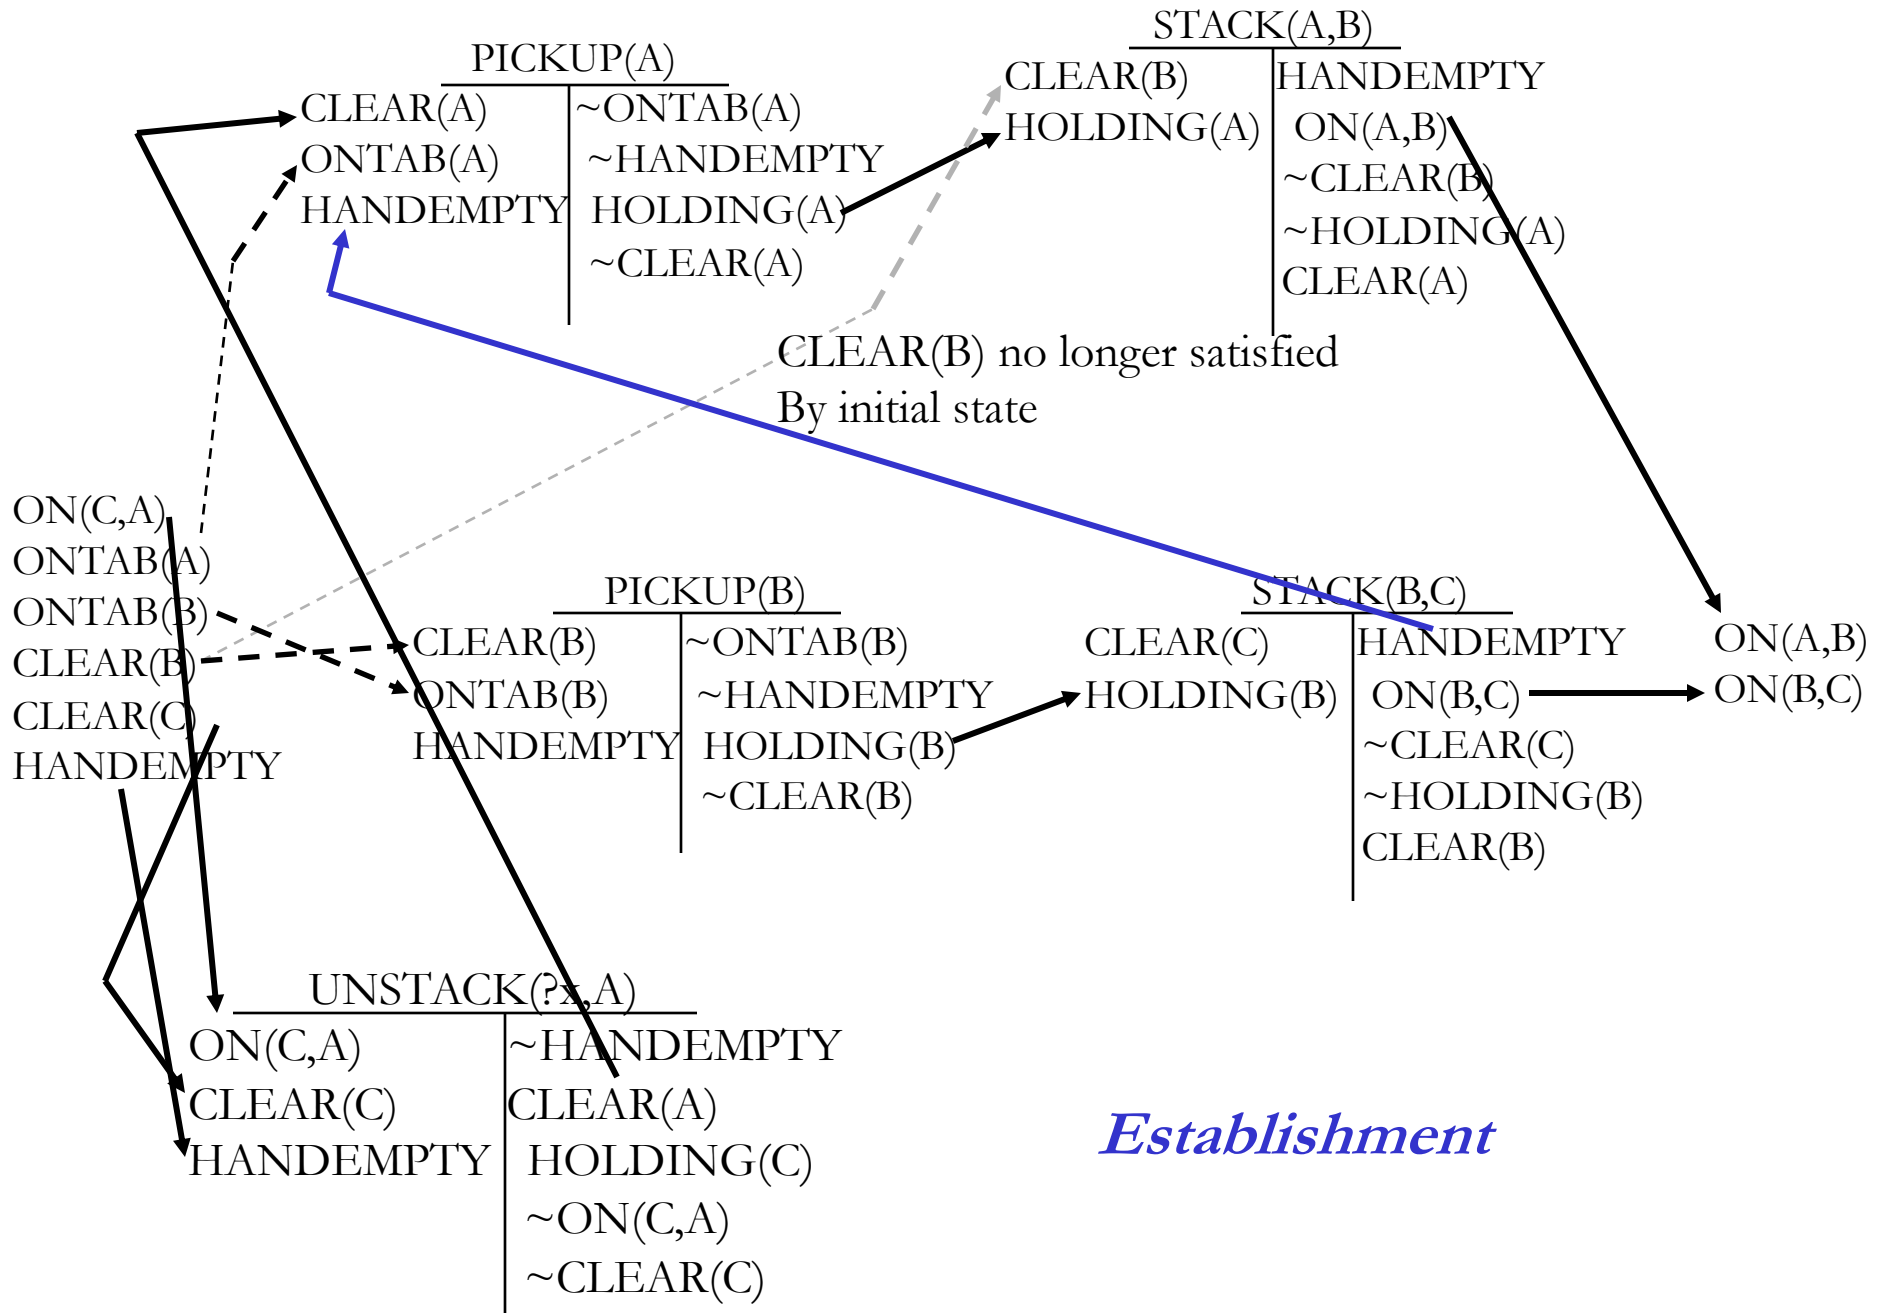 STACK(A,B)
CLEAR(B) HANDEMPTY
HOLDING(A) ON(A,B)
~CLEAR(B)
~HOLDING(A)
CLEAR(A)
PICKUP(A)
CLEAR(A) ~ONTAB(A)
ONTAB(A) ~HANDEMPTY
HANDEMPTY HOLDING(A)
~CLEAR(A)
CLEAR(B) no longer satisfied
By initial state
ON(C,A)
ONTAB(A)
ONTAB(B)
CLEAR(B)
CLEAR(C)
HANDEMPTY
PICKUP(B)
CLEAR(B) ~ONTAB(B)
ONTAB(B) ~HANDEMPTY
HANDEMPTY HOLDING(B)
~CLEAR(B)
STACK(B,C)
CLEAR(C) HANDEMPTY
HOLDING(B) ON(B,C)
~CLEAR(C)
~HOLDING(B)
CLEAR(B)
ON(A,B)
ON(B,C)
UNSTACK(?x,A)
ON(C,A) ~HANDEMPTY
CLEAR(C) CLEAR(A)
HANDEMPTY HOLDING(C)
~ON(C,A)
~CLEAR(C)
Establishment